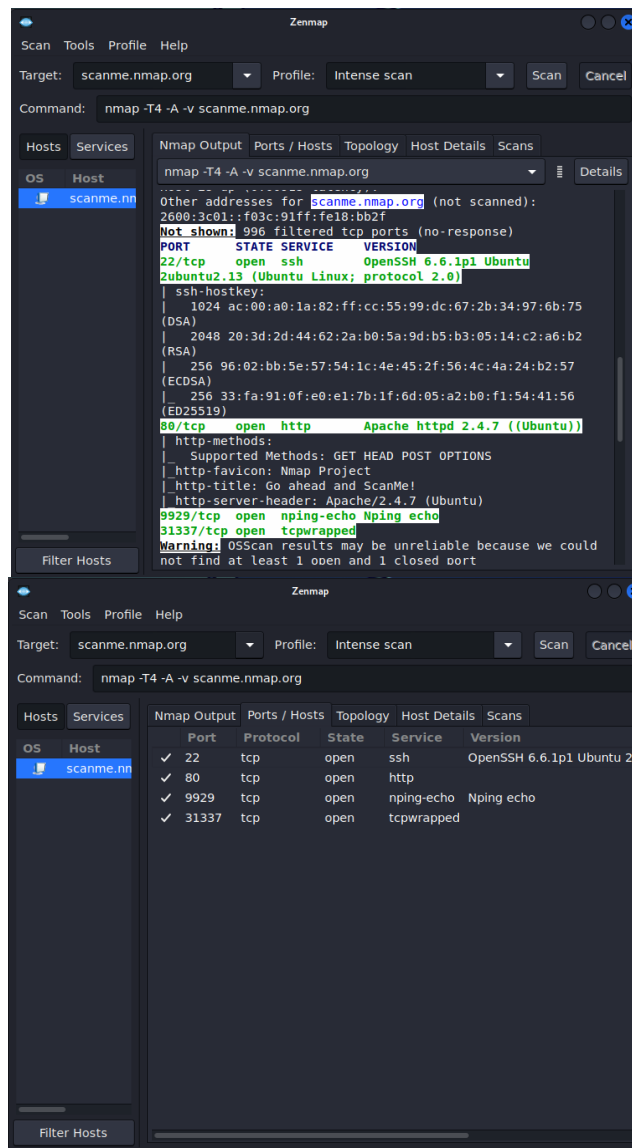 Zenmap
Scan Tools Profile Help
Target: scanme.nmap.org Profile: Intense scan Scan Cancel
Command: nmap -T4 -A -v scanme.nmap.org
Hosts Services
Nmap Output Ports / Hosts Topology Host Details Scans
OS Host
scanme.nn
nmap -T4 -A -v scanme.nmap.org Details
Other addresses for scanme.nmap.org (not scanned):
2600:3c01::f03c:91ff:fe18:bb2f
Not shown: 996 filtered tcp ports (no-response)
PORT STATE SERVICE VERSION
22/tcp open ssh OpenSSH 6.6.1p1 Ubuntu
2ubuntu2.13 (Ubuntu Linux; protocol 2.0)
| ssh-hostkey:
| 1024 ac:00:a0:1a:82:ff:cc:55:99:dc:67:2b:34:97:6b:75
(DSA)
| 2048 20:3d:2d:44:62:2a:b0:5a:9d:b5:b3:05:14:c2:a6:b2
(RSA)
| 256 96:02:bb:5e:57:54:1c:4e:45:2f:56:4c:4a:24:b2:57
(ECDSA)
|_ 256 33:fa:91:0f:e0:e1:7b:1f:6d:05:a2:b0:f1:54:41:56
(ED25519)
80/tcp open http Apache httpd 2.4.7 ((Ubuntu))
| http-methods:
|_ Supported Methods: GET HEAD POST OPTIONS
|_http-favicon: Nmap Project
|_http-title: Go ahead and ScanMe!
|_http-server-header: Apache/2.4.7 (Ubuntu)
9929/tcp open nping-echo Nping echo
31337/tcp open tcpwrapped
Warning: OSScan results may be unreliable because we could
not find at least 1 open and 1 closed port
Filter Hosts
Zenmap
Scan Tools Profile Help
Target: scanme.nmap.org Profile: Intense scan Scan Cancel
Command: nmap -T4 -A -v scanme.nmap.org
Hosts Services
Nmap Output Ports / Hosts Topology Host Details Scans
OS Host
scanme.nn
Port Protocol State Service Version
22 tcp open ssh OpenSSH 6.6.1p1 Ubuntu 2
80 tcp open http
9929 tcp open nping-echo Nping echo
31337 tcp open tcpwrapped
Filter Hosts